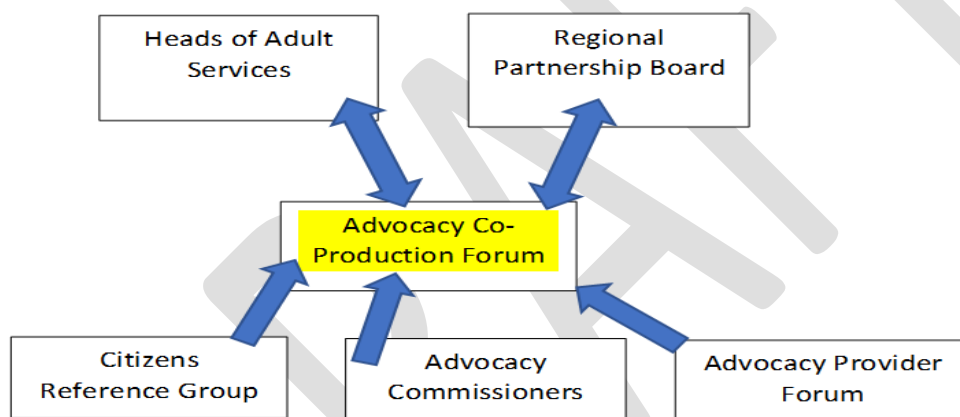 Heads of Adult
Services
Regional
Partnership Board
Advocacy Co-
Production Forum
Citizens
Reference Group
Advocacy
Commissioners
Advocacy Provider
Forum